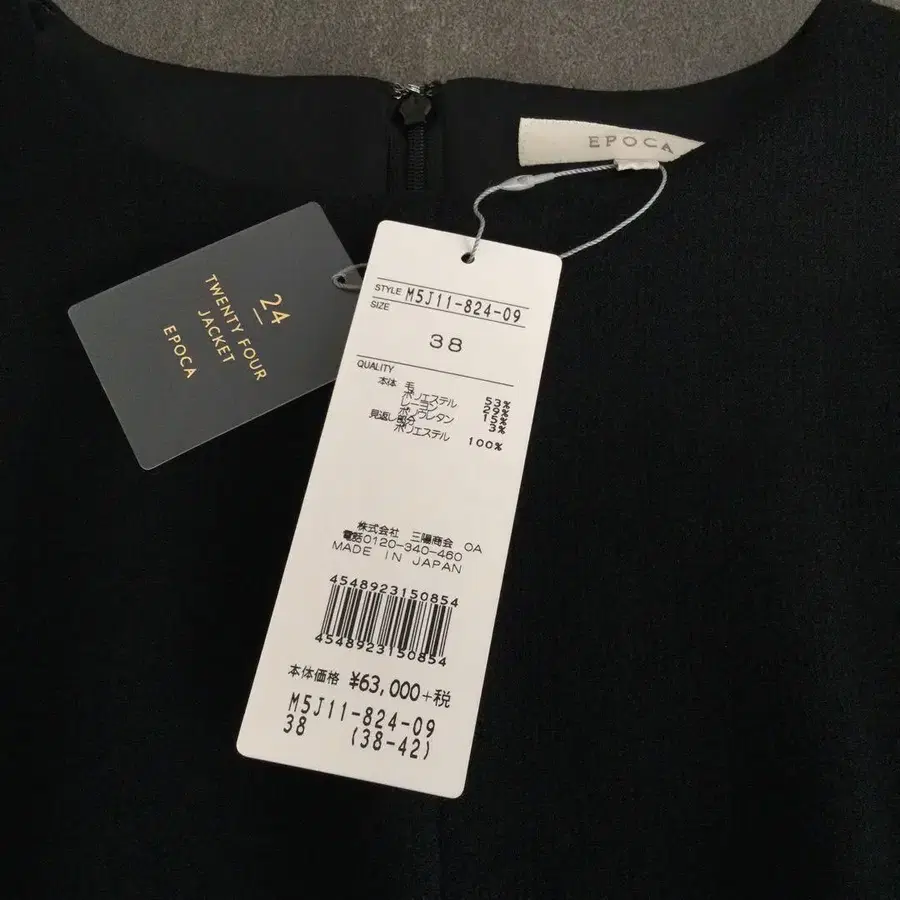 EPOCA
24
TWENTY FOUR
JACKET
EPOCA
STYLE M5J11-824-09
SIZE
38
QUALITY
本体 毛 53%
ポリエステル 29%
レーヨン 15%
ポリウレタン 3%
見返し部分
ポリエステル 100%
株式会社 三陽商会 OA
電話0120-340-460
MADE IN JAPAN
4548923150854
4548923150854
本体価格 ¥63,000+税
M5J11-824-09
38 (38-42)